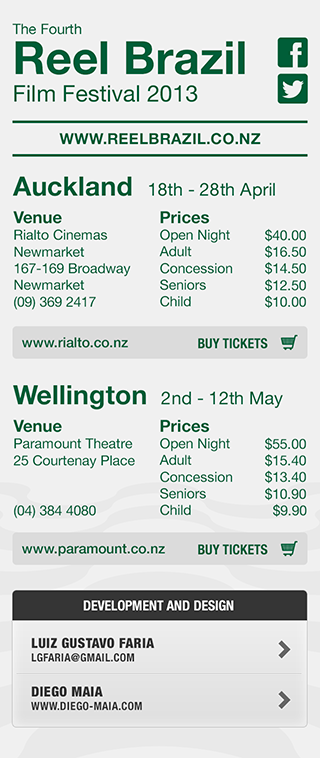 The Fourth
Reel Brazil
Film Festival 2013
WWW.REELBRAZIL.CO.NZ
Auckland 18th - 28th April
Venue Prices
Rialto Cinemas Open Night $40.00
Newmarket Adult $16.50
167-169 Broadway Concession $14.50
Newmarket Seniors $12.50
(09) 369 2417 Child $10.00
www.rialto.co.nz BUY TICKETS
Wellington 2nd - 12th May
Venue Prices
Paramount Theatre Open Night $55.00
25 Courtenay Place Adult $15.40
Concession $13.40
Seniors $10.90
(04) 384 4080 Child $9.90
www.paramount.co.nz BUY TICKETS
DEVELOPMENT AND DESIGN
LUIZ GUSTAVO FARIA
LGFARIA@GMAIL.COM
DIEGO MAIA
WWW.DIEGO-MAIA.COM